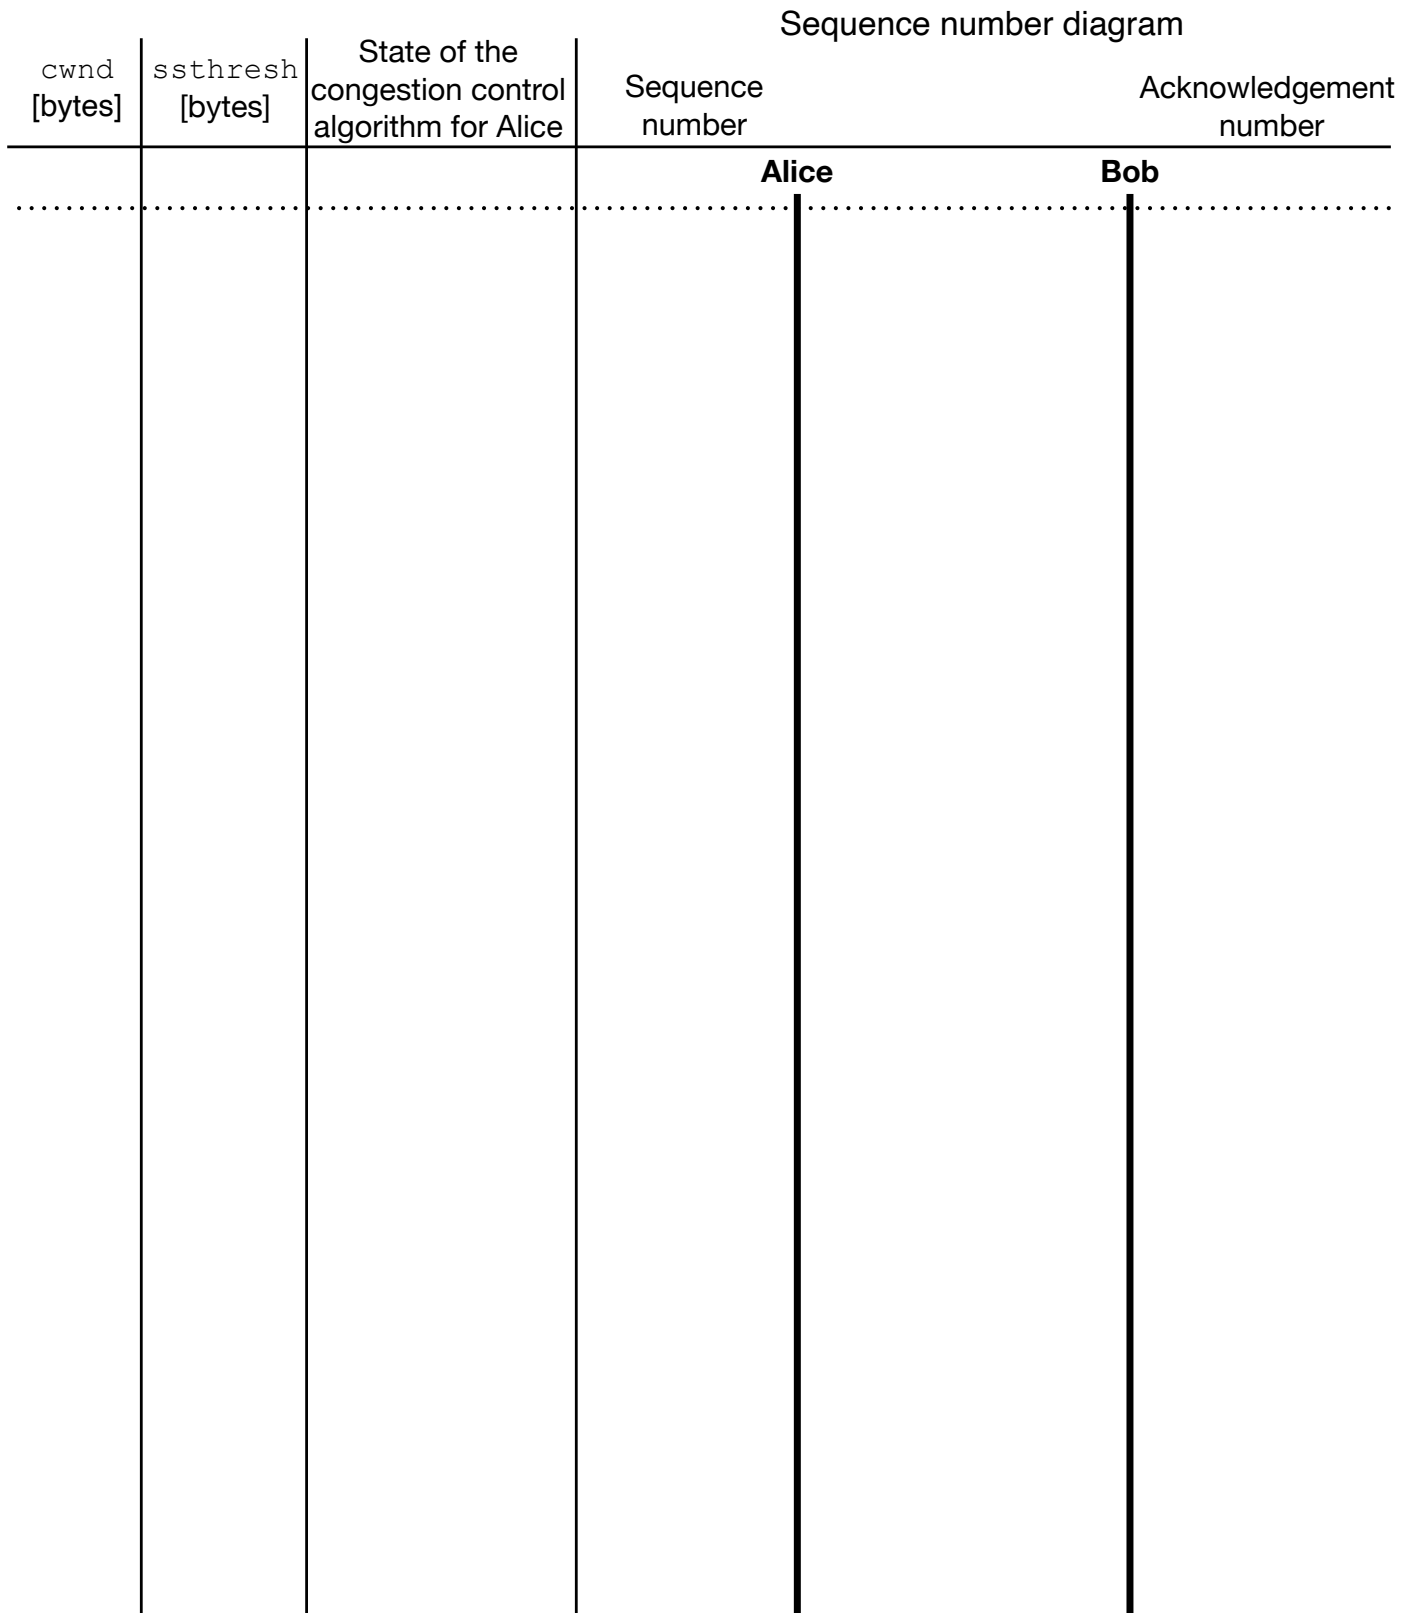 Sequence number diagram
cwnd
[bytes]
ssthresh
[bytes]
State of the
congestion control
algorithm for Alice
Sequence
number
Acknowledgement
number
Alice
Bob